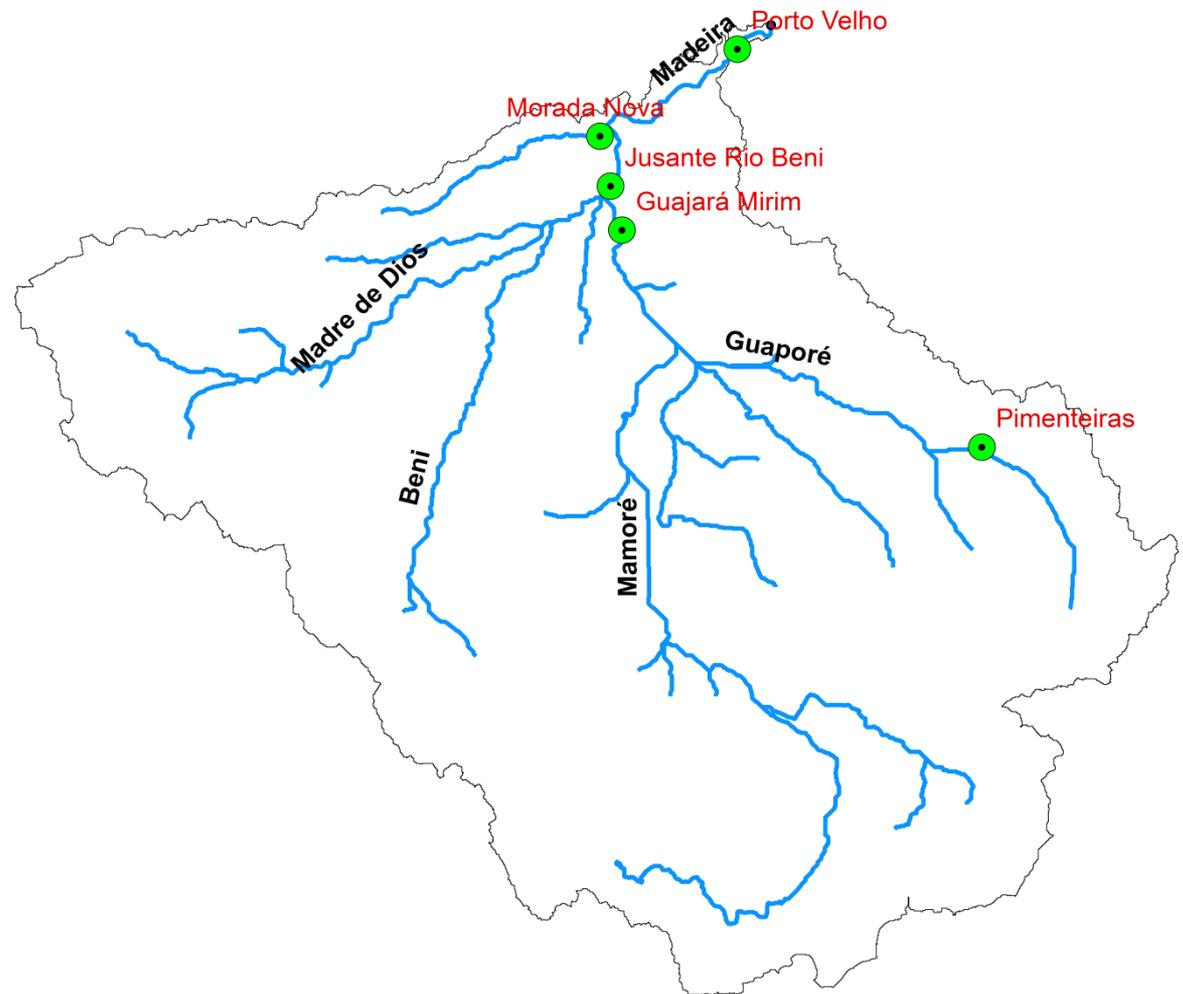 Porto Velho
Madeira
Morada Nova
Jusante Rio Beni
Guajará Mirim
Madre de Dios
Guaporé
Pimenteiras
Beni
Mamoré